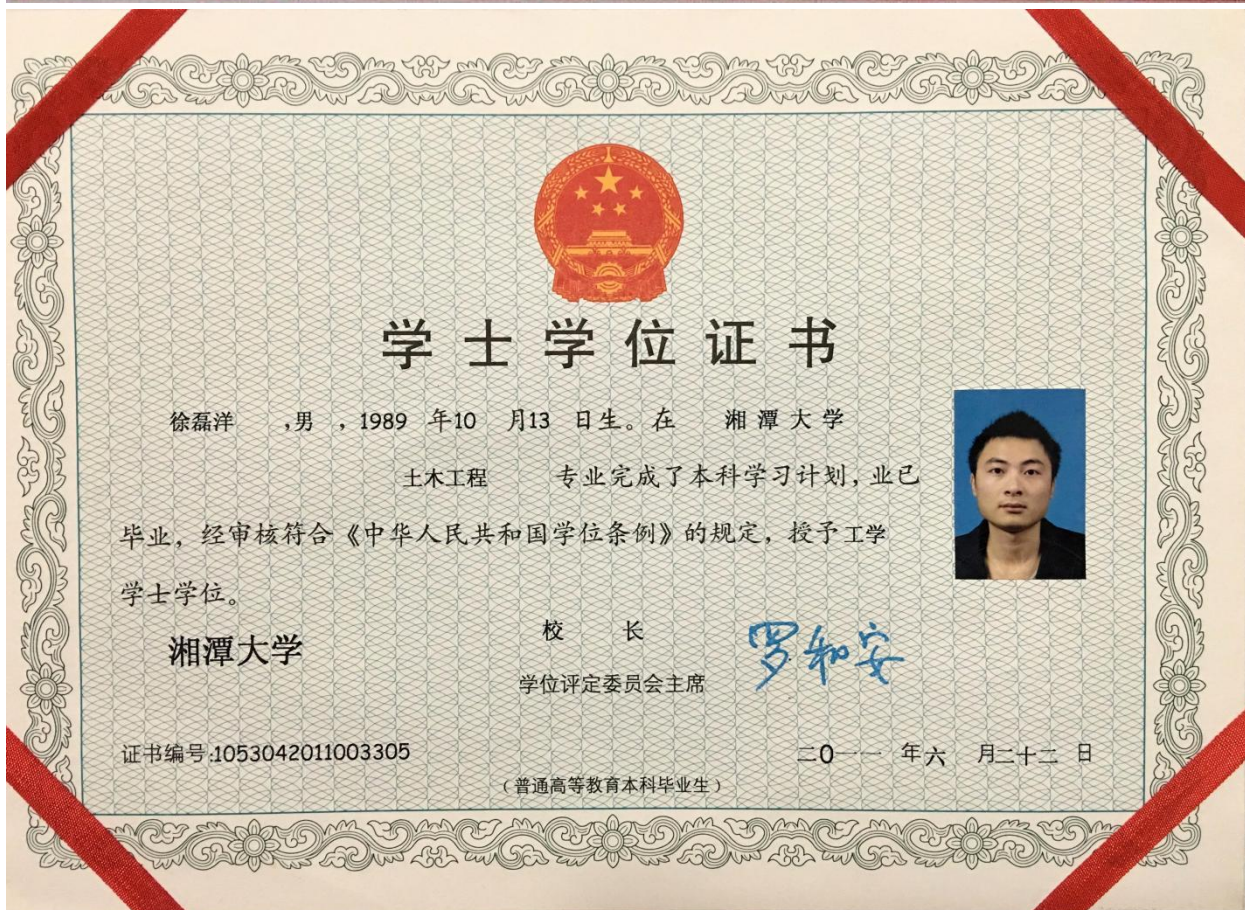 学士学位证书
徐磊洋 ,男 ,1989 年10 月13 日生。在 湘潭大学
土木工程 专业完成了本科学习计划,业已
毕业,经审核符合《中华人民共和国学位条例》的规定,授予工学
学士学位。
湘潭大学
校 长
罗和安
学位评定委员会主席
证书编号:1053042011003305
二0一一 年六 月二十二 日
(普通高等教育本科毕业生)